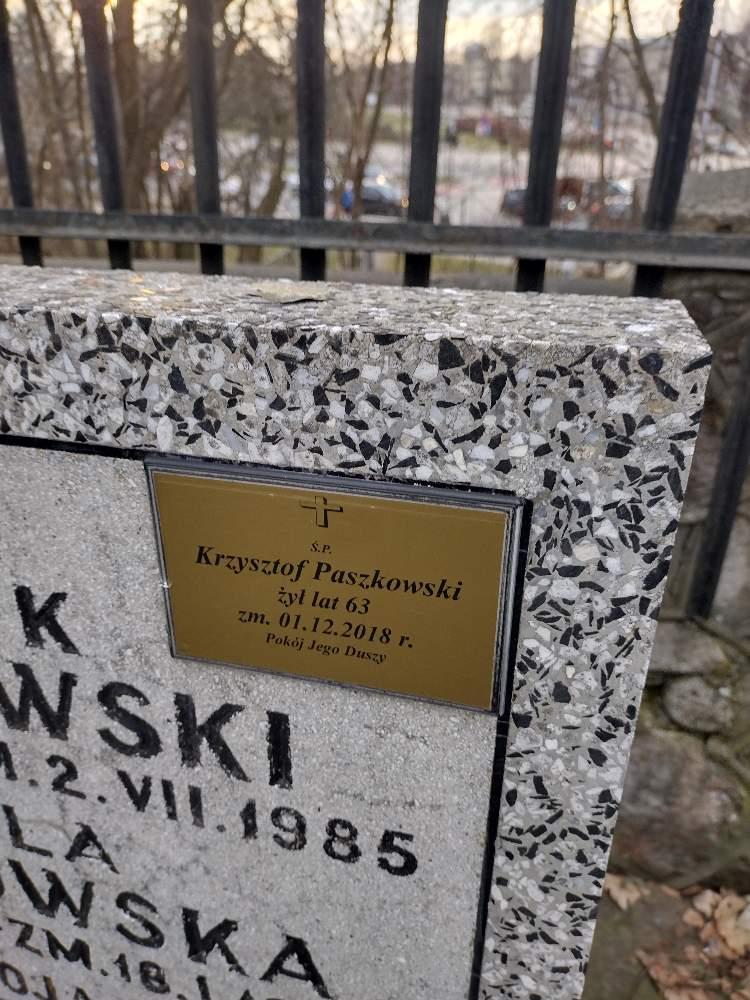 Ś.P.
Krzysztof Paszkowski
żył lat 63
zm. 01.12.2018 r.
Pokój Jego Duszy
K
WSKI
M.2.VII.1985
LA
OWSKA
ZM.18.I